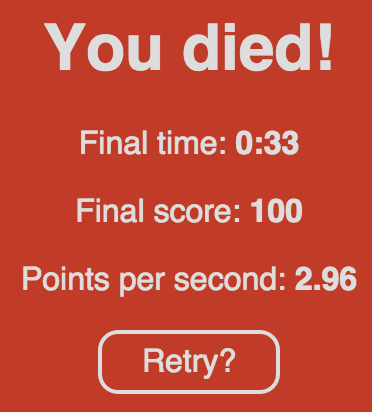 You died!
Final time: 0:33
Final score: 100
Points per second: 2.96
Retry?